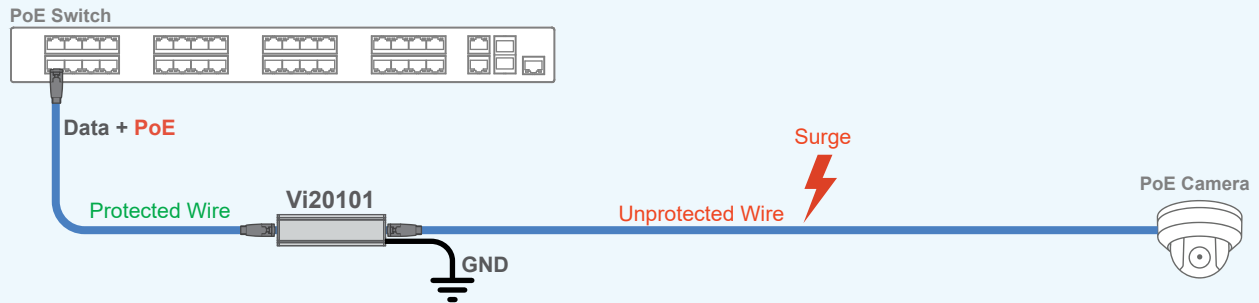 PoE Switch
Data + PoE
Surge
PoE Camera
Vi20101
Protected Wire
Unprotected Wire
GND